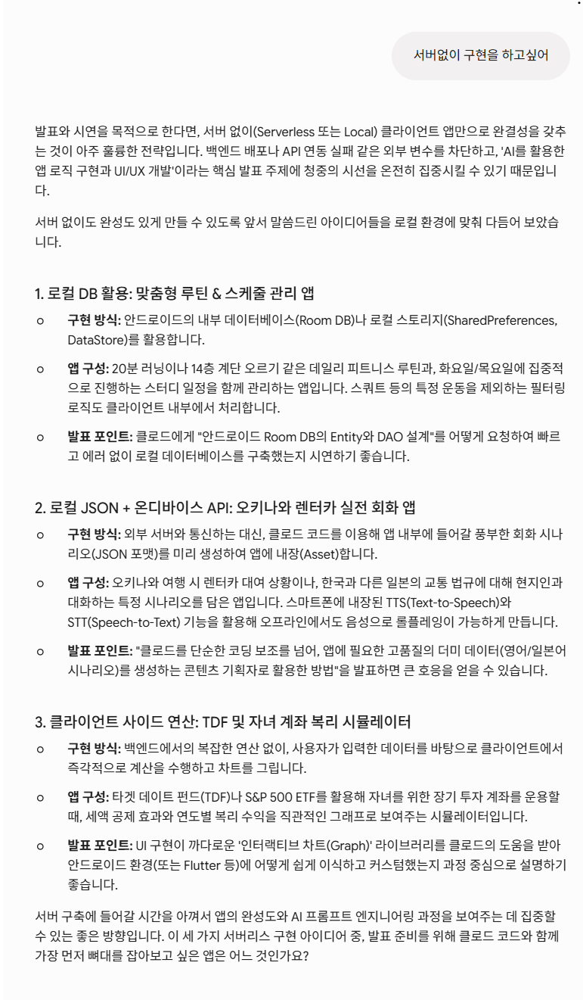 서버없이 구현을 하고싶어
발표와 시연을 목적으로 한다면, 서버 없이(Serverless 또는 Local) 클라이언트 앱만으로 완결성을 갖추
는 것이 아주 훌륭한 전략입니다. 백엔드 배포나 API 연동 실패 같은 외부 변수를 차단하고, 'AI를 활용한
앱 로직 구현과 UI/UX 개발'이라는 핵심 발표 주제에 청중의 시선을 온전히 집중시킬 수 있기 때문입니
다.
서버 없이도 완성도 있게 만들 수 있도록 앞서 말씀드린 아이디어들을 로컬 환경에 맞춰 다듬어 보았습
니다.
1. 로컬 DB 활용: 맞춤형 루틴 & 스케줄 관리 앱
구현 방식: 안드로이드의 내부 데이터베이스(Room DB)나 로컬 스토리지(SharedPreferences,
DataStore)를 활용합니다.
앱 구성: 20분 러닝이나 14층 계단 오르기 같은 데일리 피트니스 루틴과, 화요일/목요일에 집중적
으로 진행하는 스터디 일정을 함께 관리하는 앱입니다. 스쿼트 등의 특정 운동을 제외하는 필터링
로직도 클라이언트 내부에서 처리합니다.
발표 포인트: 클로드에게 "안드로이드 Room DB의 Entity와 DAO 설계"를 어떻게 요청하여 빠르
고 에러 없이 로컬 데이터베이스를 구축했는지 시연하기 좋습니다.
2. 로컬 JSON + 온디바이스 API: 오키나와 렌터카 실전 회화 앱
구현 방식: 외부 서버와 통신하는 대신, 클로드 코드를 이용해 앱 내부에 들어갈 풍부한 회화 시나
리오(JSON 포맷)를 미리 생성하여 앱에 내장(Asset)합니다.
앱 구성: 오키나와 여행 시 렌터카 대여 상황이나, 한국과 다른 일본의 교통 법규에 대해 현지인과
대화하는 특정 시나리오를 담은 앱입니다. 스마트폰에 내장된 TTS(Text-to-Speech)와
STT(Speech-to-Text) 기능을 활용해 오프라인에서도 음성으로 롤플레잉이 가능하게 만듭니다.
발표 포인트: "클로드를 단순한 코딩 보조를 넘어, 앱에 필요한 고품질의 더미 데이터(영어/일본어
시나리오)를 생성하는 콘텐츠 기획자로 활용한 방법"을 발표하면 큰 호응을 얻을 수 있습니다.
3. 클라이언트 사이드 연산: TDF 및 자녀 계좌 복리 시뮬레이터
구현 방식: 백엔드에서의 복잡한 연산 없이, 사용자가 입력한 데이터를 바탕으로 클라이언트에서
즉각적으로 계산을 수행하고 차트를 그립니다.
앱 구성: 타겟 데이트 펀드(TDF)나 S&P 500 ETF를 활용해 자녀를 위한 장기 투자 계좌를 운용할
때, 세액 공제 효과와 연도별 복리 수익을 직관적인 그래프로 보여주는 시뮬레이터입니다.
발표 포인트: UI 구현이 까다로운 '인터랙티브 차트(Graph)' 라이브러리를 클로드의 도움을 받아
안드로이드 환경(또는 Flutter 등)에 어떻게 쉽게 이식하고 커스텀했는지 과정 중심으로 설명하기
좋습니다.
서버 구축에 들어갈 시간을 아껴서 앱의 완성도와 AI 프롬프트 엔지니어링 과정을 보여주는 데 집중할
수 있는 좋은 방향입니다. 이 세 가지 서버리스 구현 아이디어 중, 발표 준비를 위해 클로드 코드와 함께
가장 먼저 뼈대를 잡아보고 싶은 앱은 어느 것인가요?